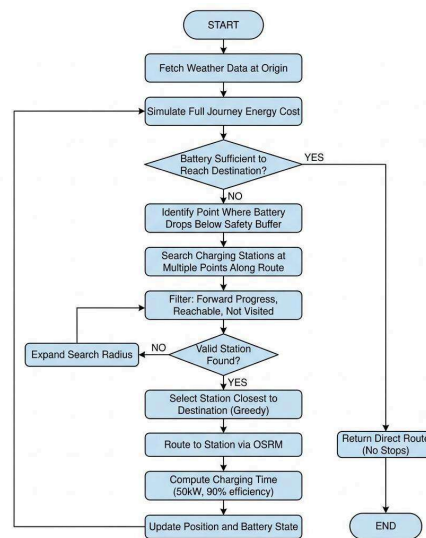 START
Fetch Weather Data at Origin
Simulate Full Journey Energy Cost
Battery Sufficient to
Reach Destination?
YES
NO
Identify Point Where Battery
Drops Below Safety Buffer
Search Charging Stations at
Multiple Points Along Route
Filter: Forward Progress,
Reachable, Not Visited
Expand Search Radius
NO
Valid Station
Found?
YES
Select Station Closest to
Destination (Greedy)
Route to Station via OSRM
Compute Charging Time
(50kW, 90% efficiency)
Update Position and Battery State
Return Direct Route
(No Stops)
END